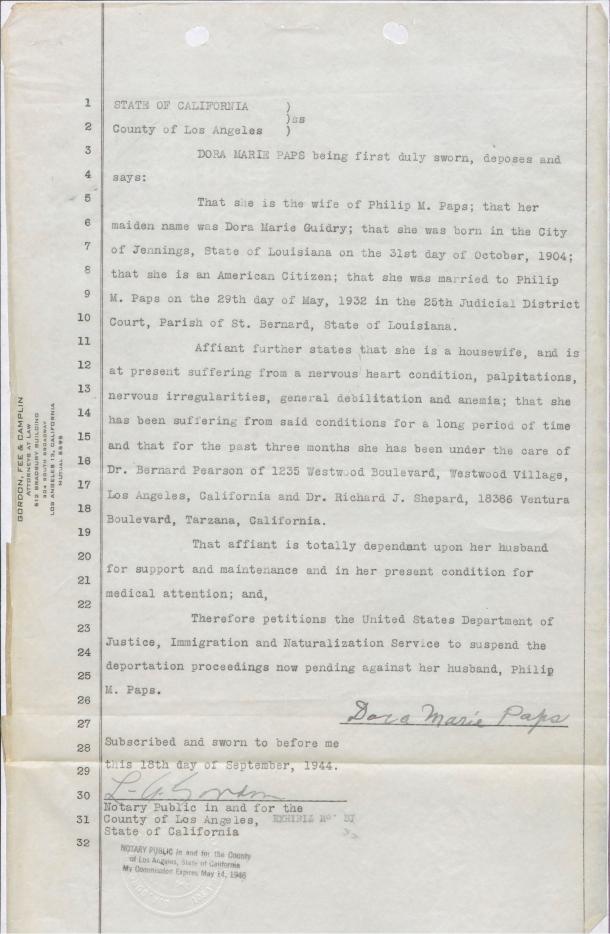 1 STATE OF CALIFORNIA )
)ss
2 County of Los Angeles )
3 DORA MARIE PAPS being first duly sworn, deposes and
4 says:
5 That she is the wife of Philip M. Paps; that her
6 maiden name was Dora Marie Guidry; that she was born in the City
7 of Jennings, State of Louisiana on the 31st day of October, 1904;
8 that she is an American Citizen; that she was married to Philip
9 M. Paps on the 29th day of May, 1932 in the 25th Judicial District
10 Court, Parish of St. Bernard, State of Louisiana.
11 Affiant further states that she is a housewife, and is
12 at present suffering from a nervous heart condition, palpitations,
13 nervous irregularities, general debilitation and anemia; that she
14 has been suffering from said conditions for a long period of time
15 and that for the past three months she has been under the care of
16 Dr. Bernard Pearson of 1235 Westwood Boulevard, Westwood Village,
17 Los Angeles, California and Dr. Richard J. Shepard, 18386 Ventura
18 Boulevard, Tarzana, California.
19 That affiant is totally dependant upon her husband
20 for support and maintenance and in her present condition for
21 medical attention; and,
22 Therefore petitions the United States Department of
23 Justice, Immigration and Naturalization Service to suspend the
24 deportation proceedings now pending against her husband, Philip
25 M. Paps.
26 Dora Marie Paps
27
28 Subscribed and sworn to before me
29 this 18th day of September, 1944.
30 L. G. Gordon
Notary Public in and for the
31 County of Los Angeles, EXHIBIT No.
State of California
32
NOTARY PUBLIC in and for the County
of Los Angeles, State of California
My Commission Expires May 14, 1946
GORDON, FEE & CAMPLIN
ATTORNEYS AT LAW
512 BRADBURY BUILDING
304 SOUTH BROADWAY
LOS ANGELES 13, CALIFORNIA
MUTUAL